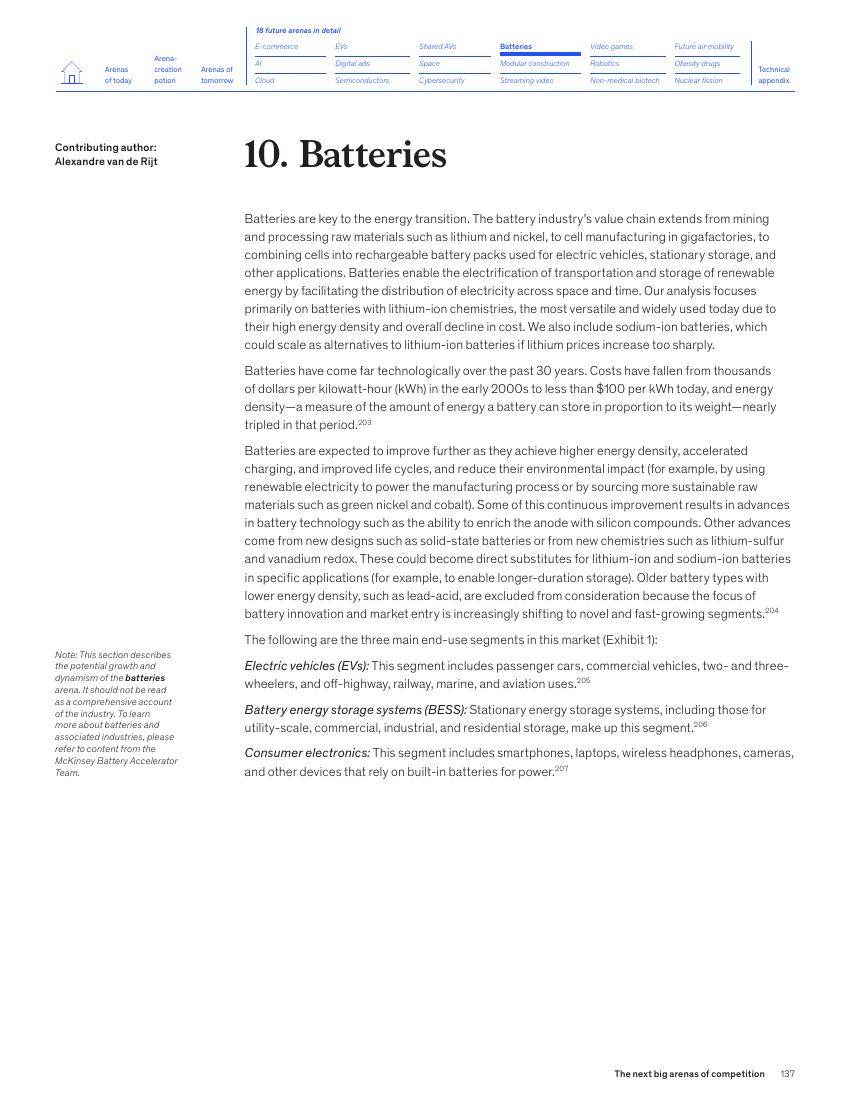 18 future arenas in detail
Arenas
of today
Arena-
creation
potion
Arenas of
tomorrow
E-commerce
AI
Cloud
EVs
Digital ads
Semiconductors
Shared AVs
Space
Cybersecurity
Batteries
Modular construction
Streaming video
Video games
Robotics
Non-medical biotech
Future air mobility
Obesity drugs
Nuclear fission
Technical
appendix
Contributing author:
Alexandre van de Rijt
10. Batteries
Batteries are key to the energy transition. The battery industry’s value chain extends from mining
and processing raw materials such as lithium and nickel, to cell manufacturing in gigafactories, to
combining cells into rechargeable battery packs used for electric vehicles, stationary storage, and
other applications. Batteries enable the electrification of transportation and storage of renewable
energy by facilitating the distribution of electricity across space and time. Our analysis focuses
primarily on batteries with lithium-ion chemistries, the most versatile and widely used today due to
their high energy density and overall decline in cost. We also include sodium-ion batteries, which
could scale as alternatives to lithium-ion batteries if lithium prices increase too sharply.
Batteries have come far technologically over the past 30 years. Costs have fallen from thousands
of dollars per kilowatt-hour (kWh) in the early 2000s to less than $100 per kWh today, and energy
density—a measure of the amount of energy a battery can store in proportion to its weight—nearly
tripled in that period.203
Batteries are expected to improve further as they achieve higher energy density, accelerated
charging, and improved life cycles, and reduce their environmental impact (for example, by using
renewable electricity to power the manufacturing process or by sourcing more sustainable raw
materials such as green nickel and cobalt). Some of this continuous improvement results in advances
in battery technology such as the ability to enrich the anode with silicon compounds. Other advances
come from new designs such as solid-state batteries or from new chemistries such as lithium-sulfur
and vanadium redox. These could become direct substitutes for lithium-ion and sodium-ion batteries
in specific applications (for example, to enable longer-duration storage). Older battery types with
lower energy density, such as lead-acid, are excluded from consideration because the focus of
battery innovation and market entry is increasingly shifting to novel and fast-growing segments.204
The following are the three main end-use segments in this market (Exhibit 1):
Electric vehicles (EVs): This segment includes passenger cars, commercial vehicles, two- and three-
wheelers, and off-highway, railway, marine, and aviation uses.205
Battery energy storage systems (BESS): Stationary energy storage systems, including those for
utility-scale, commercial, industrial, and residential storage, make up this segment.206
Consumer electronics: This segment includes smartphones, laptops, wireless headphones, cameras,
and other devices that rely on built-in batteries for power.207
Note: This section describes
the potential growth and
dynamism of the batteries
arena. It should not be read
as a comprehensive account
of the industry. To learn
more about batteries and
associated industries, please
refer to content from the
McKinsey Battery Accelerator
Team.
The next big arenas of competition 137